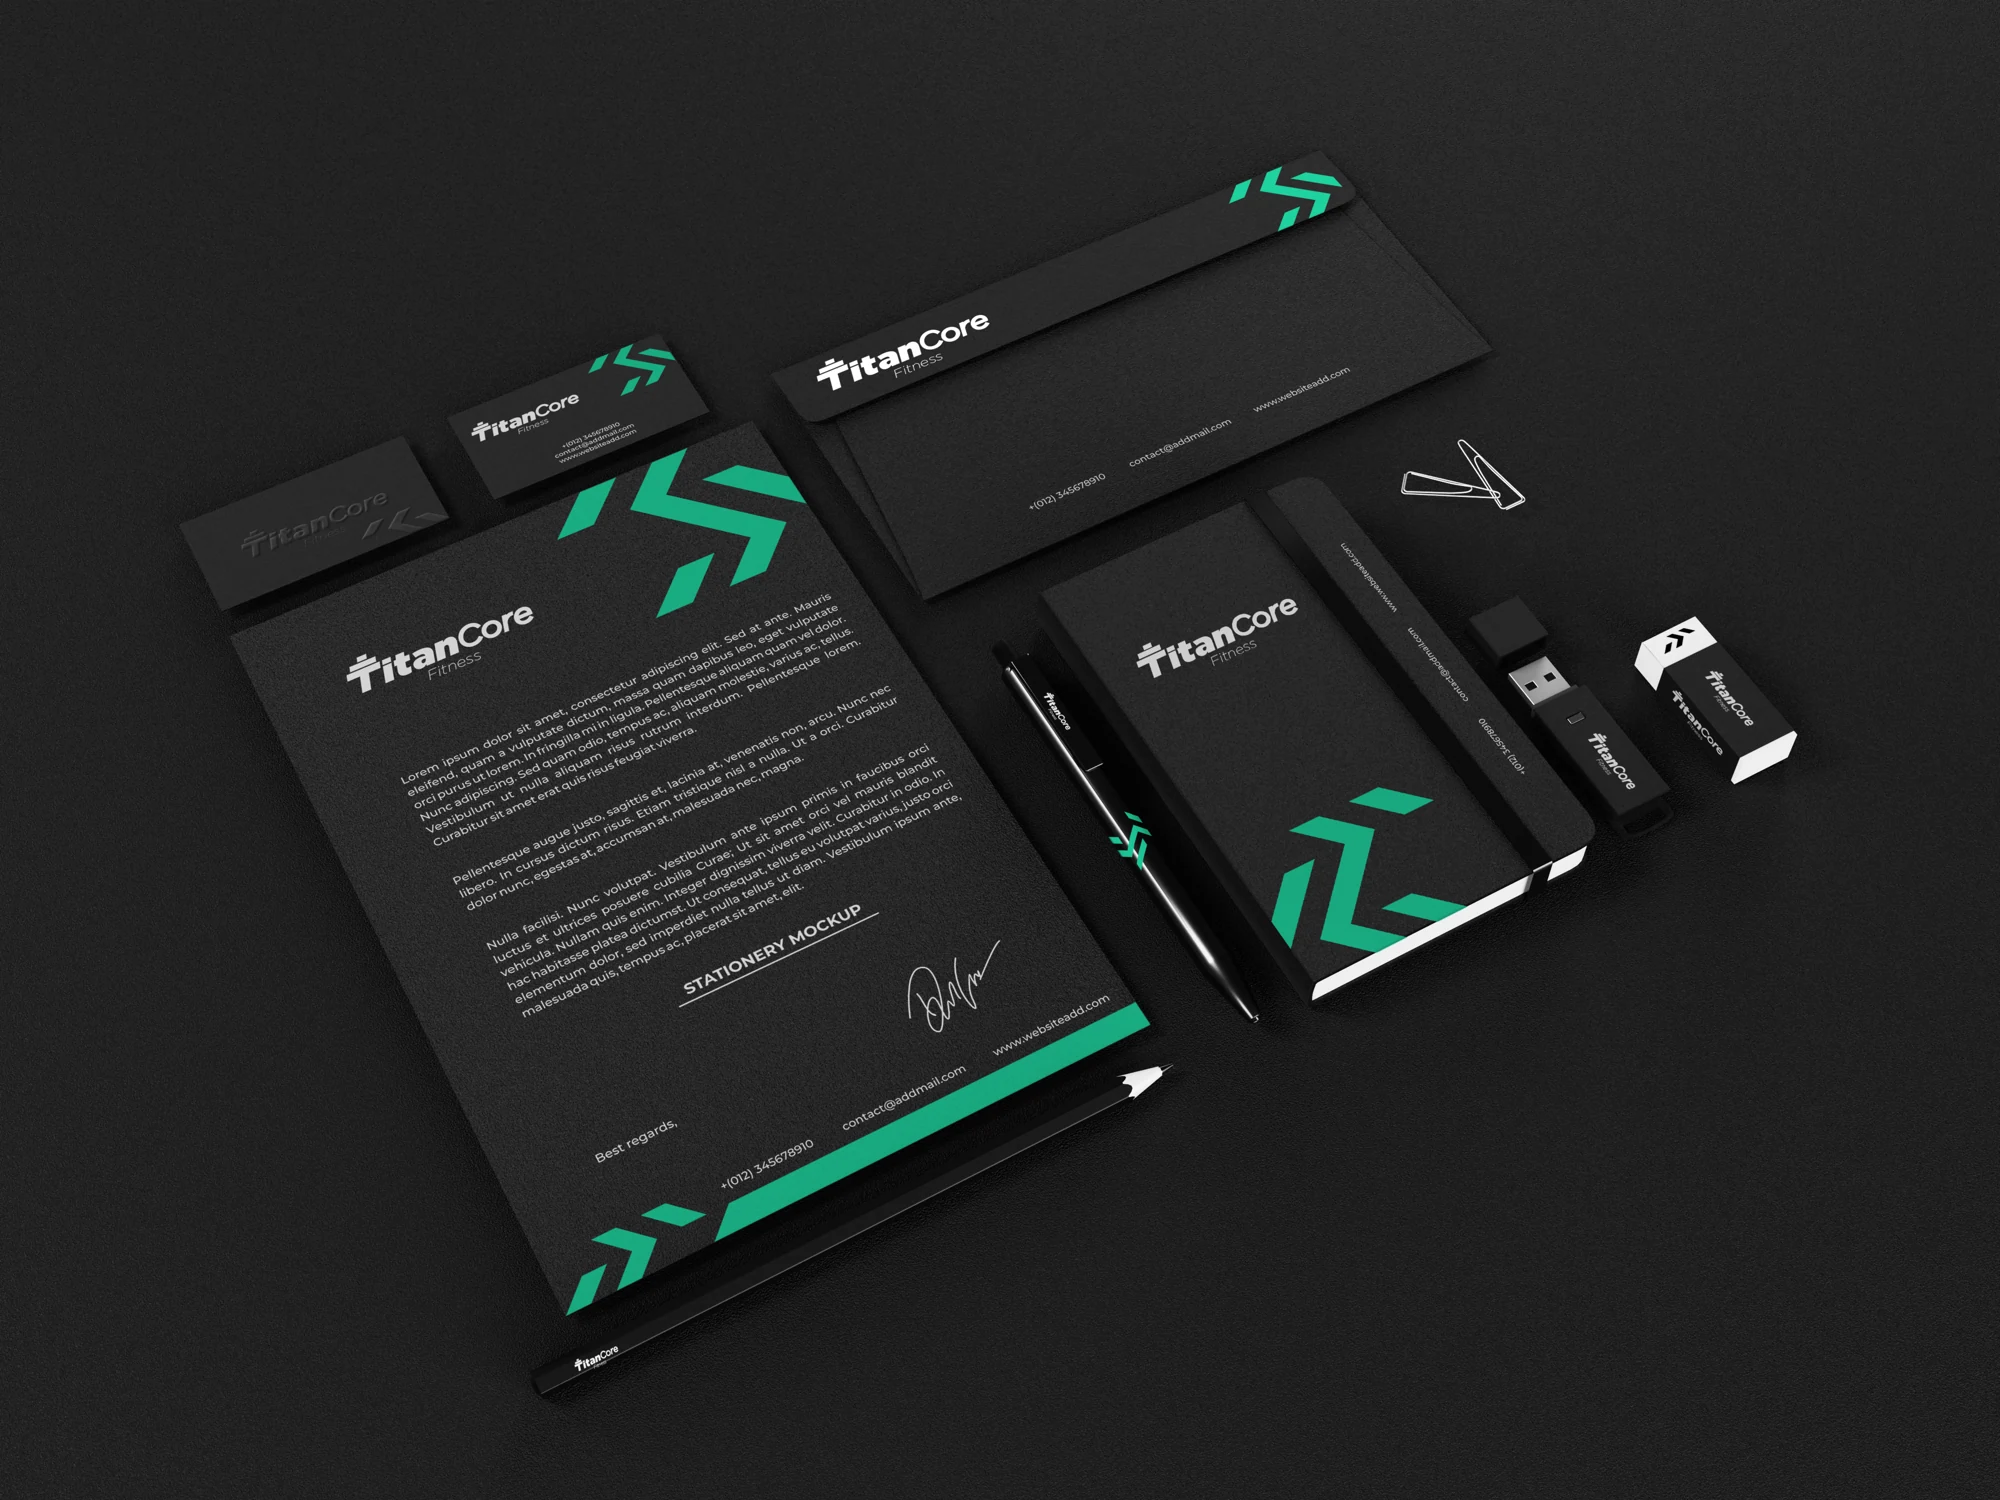 TitanCore
Fitness
+(012) 345678910
contact@addmail.com
www.websiteadd.com
TitanCore
TitanCore
Fitness
+(012) 345678910
contact@addmail.com
www.websiteadd.com
TitanCore
Fitness
Lorem ipsum dolor sit amet, consectetur adipiscing elit. Sed at ante. Mauris
eleifend, quam a vulputate dictum, massa quam dapibus leo, eget vulputate
orci purus ut lorem. In fringilla mi in ligula. Pellentesque aliquam quam vel dolor.
Nunc adipiscing. Sed quam odio, tempus ac, aliquam molestie, varius ac, tellus.
Vestibulum ut nulla aliquam risus rutrum interdum. Pellentesque lorem.
Curabitur sit amet erat quis risus feugiat viverra.
Pellentesque augue justo, sagittis et, lacinia at, venenatis non, arcu. Nunc nec
libero. In cursus dictum risus. Etiam tristique nisl a nulla. Ut a orci. Curabitur
dolor nunc, egestas at, accumsan at, malesuada nec, magna.
Nulla facilisi. Nunc volutpat. Vestibulum ante ipsum primis in faucibus orci
luctus et ultrices posuere cubilia Curae; Ut sit amet orci vel mauris blandit
vehicula. Nullam quis enim. Integer dignissim viverra velit. Curabitur in odio. In
hac habitasse platea dictumst. Ut consequat, tellus eu volutpat varius, justo orci
elementum dolor, sed imperdiet nulla tellus ut diam. Vestibulum ipsum ante,
malesuada quis, tempus ac, placerat sit amet, elit.
STATIONERY MOCKUP
Best regards,
+(012) 345678910
contact@addmail.com
www.websiteadd.com
TitanCore
Fitness
www.websiteadd.com
contact@addmail.com
+(012) 345678910
TitanCore
TitanCore
Fitness
TitanCore
Fitness
TitanCore
TitanCore